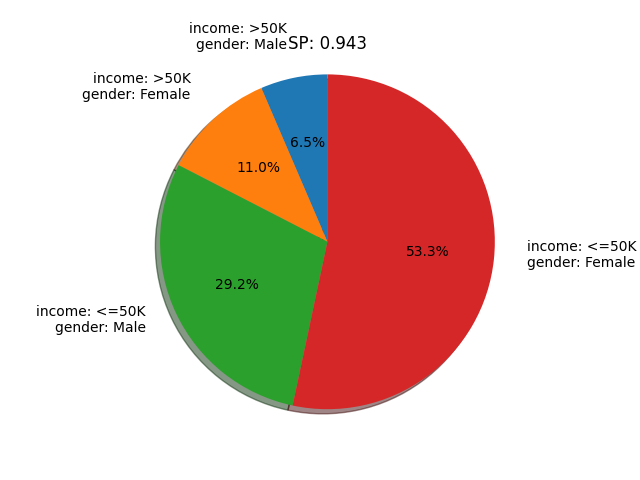 income: >50K
gender: Male
SP: 0.943
income: >50K
gender: Female
6.5%
11.0%
53.3%
income: <=50K
gender: Female
29.2%
income: <=50K
gender: Male